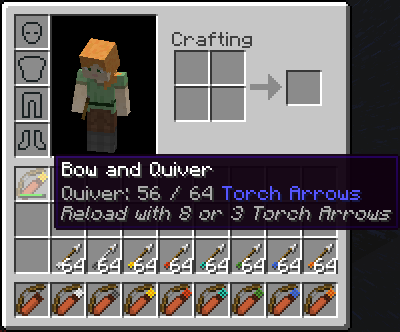 Crafting
Bow and Quiver
Quiver: 56 / 64 Torch Arrows
Reload with 8 or 3 Torch Arrows
64 64 64 64 64 64 64 64